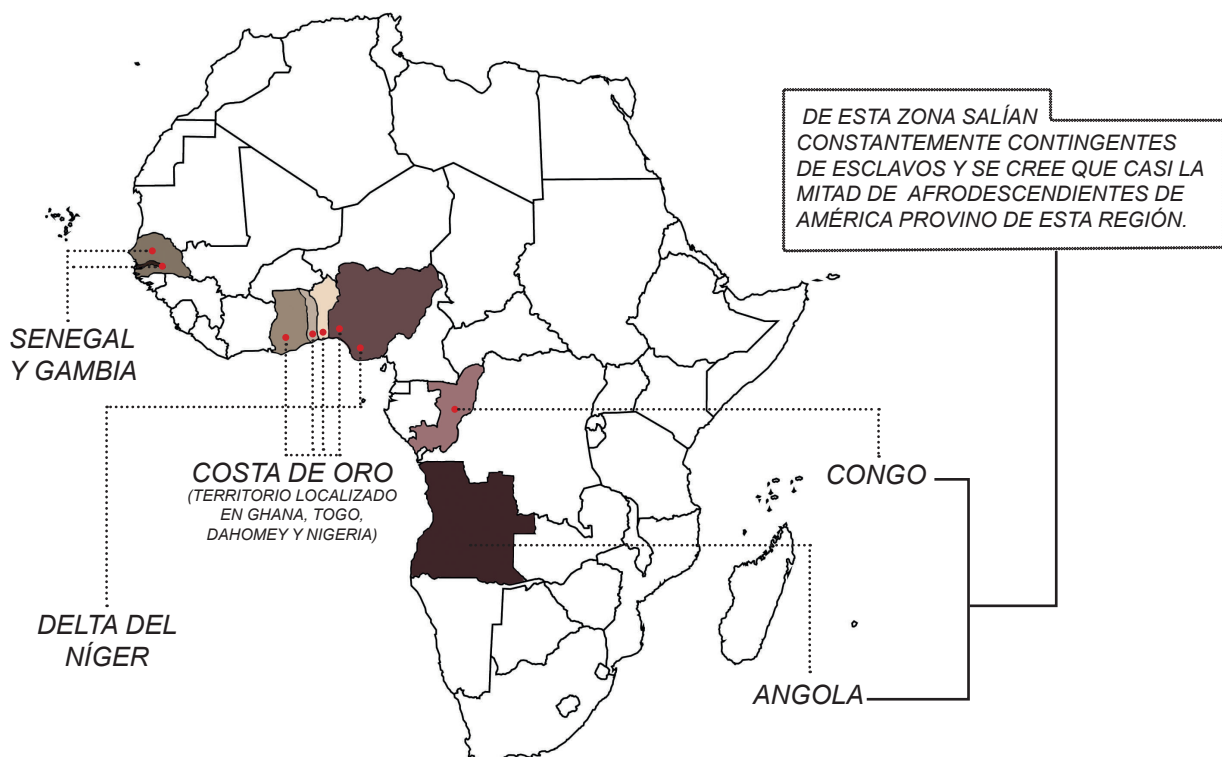 DE ESTA ZONA SALÍAN
CONSTANTEMENTE CONTINGENTES
DE ESCLAVOS Y SE CREE QUE CASI LA
MITAD DE AFRODESCENDIENTES DE
AMÉRICA PROVINO DE ESTA REGIÓN.
SENEGAL
Y GAMBIA
COSTA DE ORO
(TERRITORIO LOCALIZADO
EN GHANA, TOGO,
DAHOMEY Y NIGERIA)
CONGO
DELTA DEL
NÍGER
ANGOLA